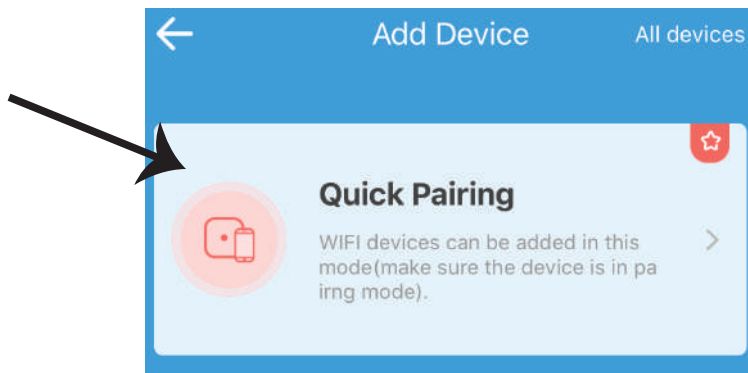 Add Device
All devices
Quick Pairing
WIFI devices can be added in this
mode(make sure the device is in pa
irng mode).